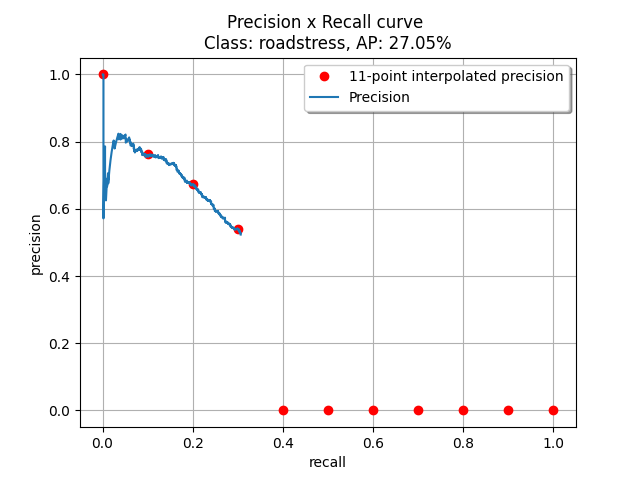 Precision x Recall curve
Class: roadstress, AP: 27.05%
11-point interpolated precision
Precision
1.0
0.8
0.6
0.4
0.2
0.0
precision
0.0 0.2 0.4 0.6 0.8 1.0
recall